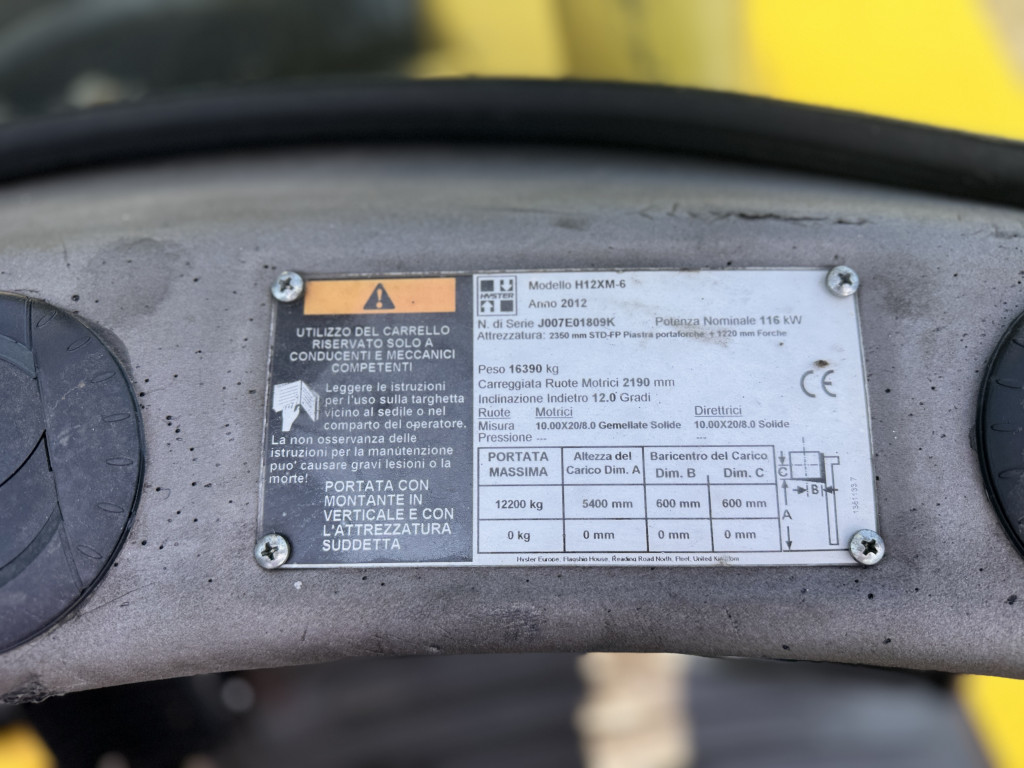 UTILIZZO DEL CARRELLO
RISERVATO SOLO A
CONDUCENTI E MECCANICI
COMPETENTI
Leggere le istruzioni
per l'uso sulla targhetta
vicino al sedile o nel
comparto del operatore.
La non osservanza delle
istruzioni per la manutenzione
puo' causare gravi lesioni o la
morte!
PORTATA CON
MONTANTE IN
VERTICALE E CON
L'ATTREZZATURA
SUDDETTA
HYSTER
Modello H12XM-6
Anno 2012
N. di Serie J007E01809K Potenza Nominale 116 kW
Attrezzatura: 2350 mm STD-FP Piastra portaforche + 1220 mm Forche
Peso 16390 kg
Carreggiata Ruote Motrici 2190 mm
Inclinazione Indietro 12.0 Gradi
CE
Ruote Motrici Direttrici
Misura 10.00X20/8.0 Gemellate Solide 10.00X20/8.0 Solide
Pressione --- ---
PORTATA MASSIMA Altezza del Carico Dim. A Baricentro del Carico
Dim. B Dim. C
12200 kg 5400 mm 600 mm 600 mm
0 kg 0 mm 0 mm 0 mm
C
B
A
Hyster Europe, Flagship House, Reading Road North, Fleet, United Kingdom